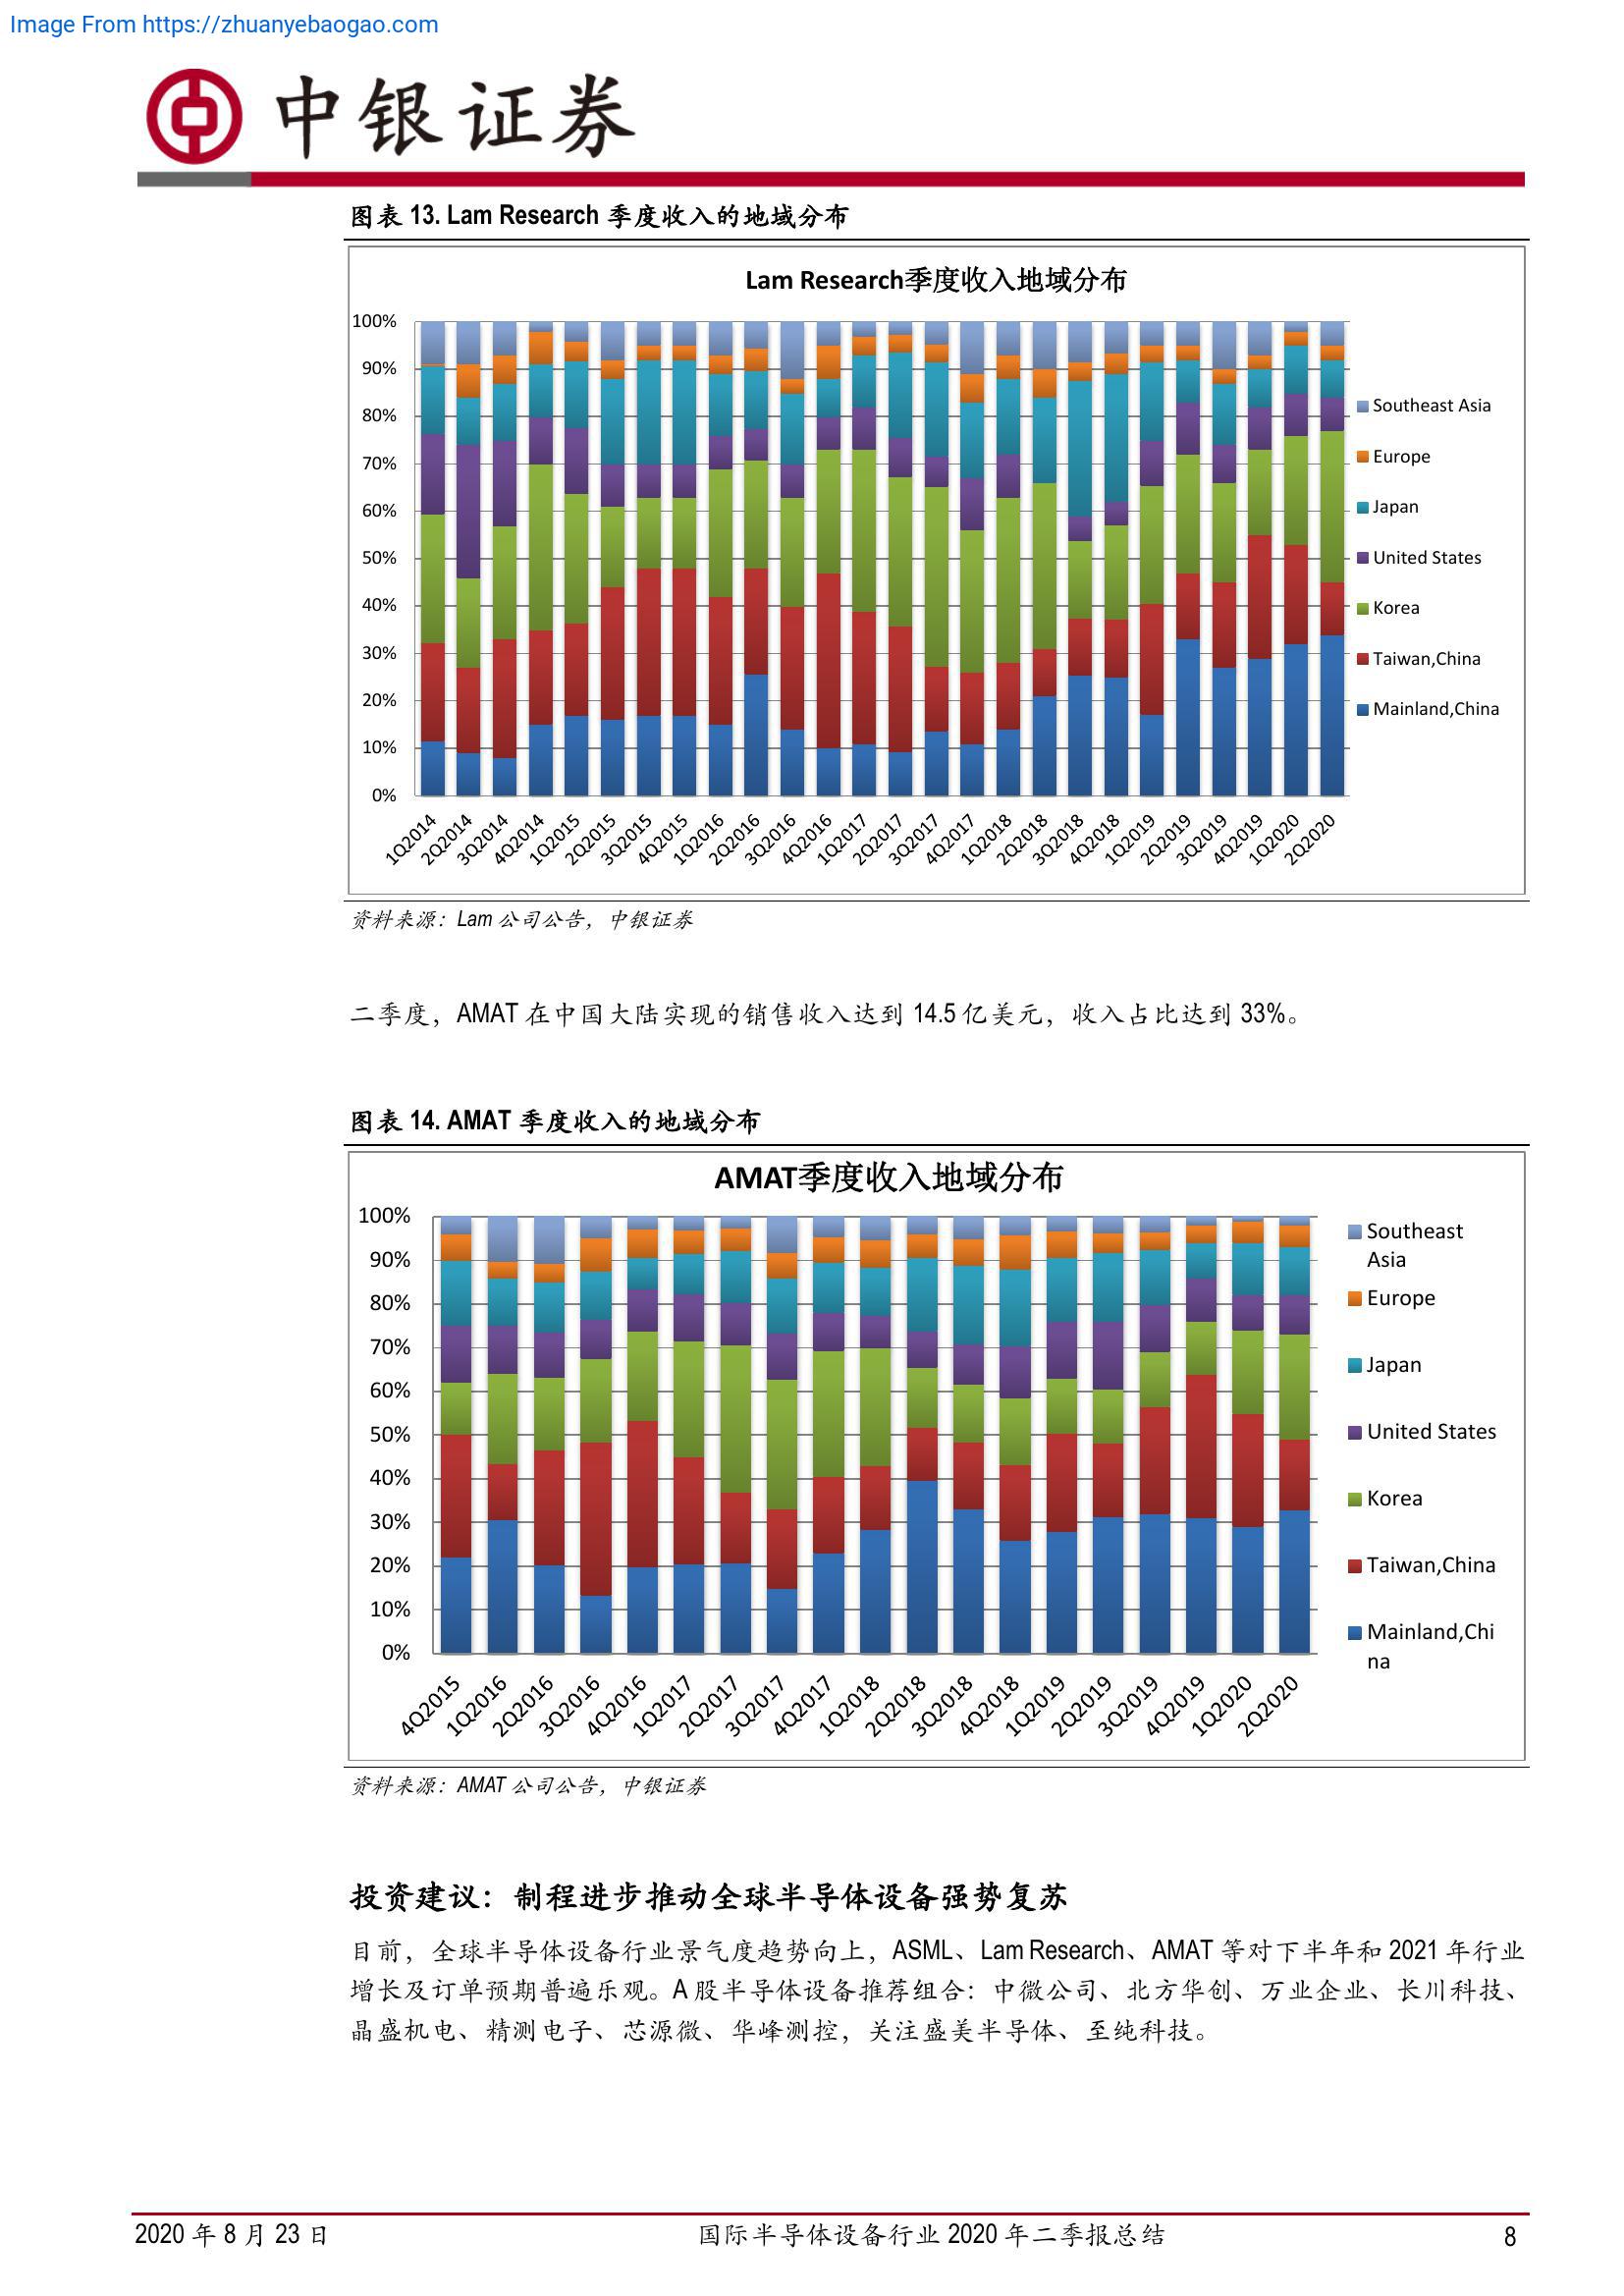 Image From https://zhuanyebaogao.com
中银证券
图表 13. Lam Research 季度收入的地域分布
Lam Research季度收入地域分布
100%
90%
80%
70%
60%
50%
40%
30%
20%
10%
0%
Southeast Asia
Europe
Japan
United States
Korea
Taiwan,China
Mainland,China
1Q2014
2Q2014
3Q2014
4Q2014
1Q2015
2Q2015
3Q2015
4Q2015
1Q2016
2Q2016
3Q2016
4Q2016
1Q2017
2Q2017
3Q2017
4Q2017
1Q2018
2Q2018
3Q2018
4Q2018
1Q2019
2Q2019
3Q2019
4Q2019
1Q2020
2Q2020
资料来源：Lam 公司公告，中银证券
二季度，AMAT 在中国大陆实现的销售收入达到 14.5 亿美元，收入占比达到 33%。
图表 14. AMAT 季度收入的地域分布
AMAT季度收入地域分布
100%
90%
80%
70%
60%
50%
40%
30%
20%
10%
0%
Southeast
Asia
Europe
Japan
United States
Korea
Taiwan,China
Mainland,Chi
na
4Q2015
1Q2016
2Q2016
3Q2016
4Q2016
1Q2017
2Q2017
3Q2017
4Q2017
1Q2018
2Q2018
3Q2018
4Q2018
1Q2019
2Q2019
3Q2019
4Q2019
1Q2020
2Q2020
资料来源：AMAT 公司公告，中银证券
投资建议：制程进步推动全球半导体设备强势复苏
目前，全球半导体设备行业景气度趋势向上，ASML、Lam Research、AMAT 等对下半年和 2021 年行业
增长及订单预期普遍乐观。A 股半导体设备推荐组合：中微公司、北方华创、万业企业、长川科技、
晶盛机电、精测电子、芯源微、华峰测控，关注盛美半导体、至纯科技。
2020 年 8 月 23 日
国际半导体设备行业 2020 年二季报总结
8